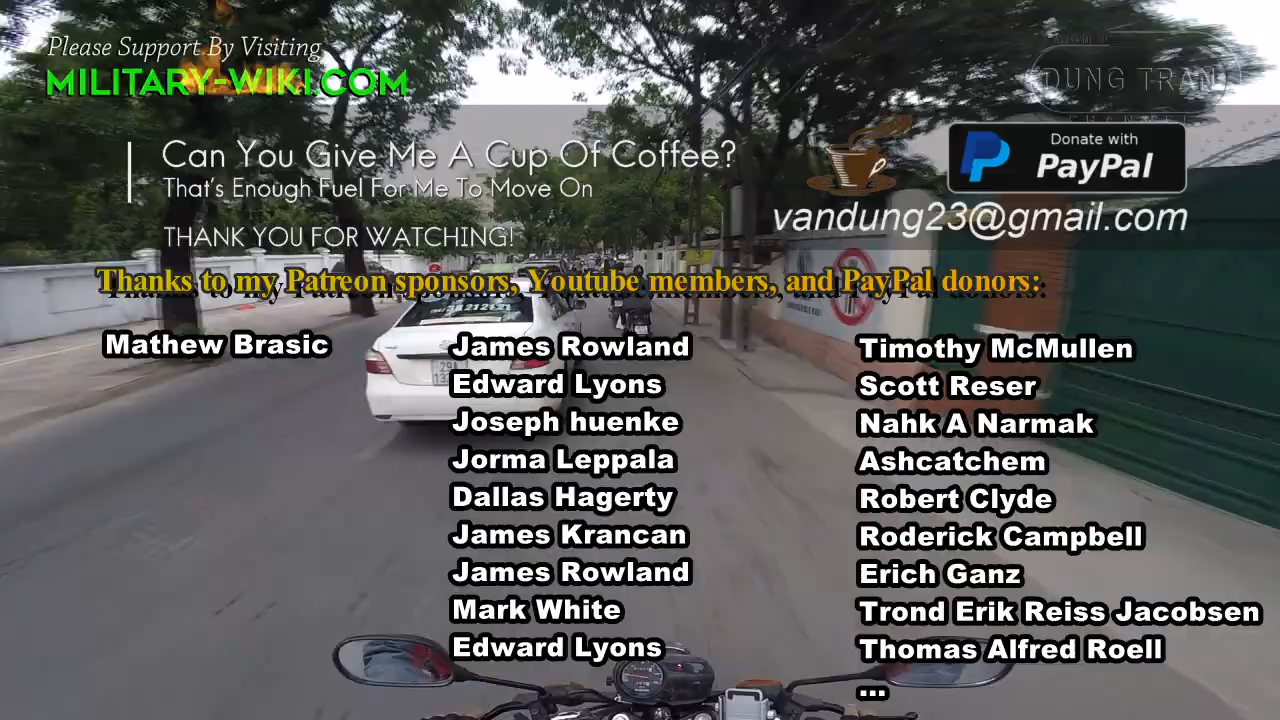 Please Support By Visiting
MILITARY-WIKI.COM
DUNG TRAN
CHANNEL
Can You Give Me A Cup Of Coffee?
That's Enough Fuel For Me To Move On
THANK YOU FOR WATCHING!
Donate with
PayPal
vandung23@gmail.com
Thanks to my Patreon sponsors, Youtube members, and PayPal donors:
Mathew Brasic
James Rowland
Edward Lyons
Joseph huenke
Jorma Leppala
Dallas Hagerty
James Krancan
James Rowland
Mark White
Edward Lyons
Timothy McMullen
Scott Reser
Nahk A Narmak
Ashcatchem
Robert Clyde
Roderick Campbell
Erich Ganz
Trond Erik Reiss Jacobsen
Thomas Alfred Roell
...